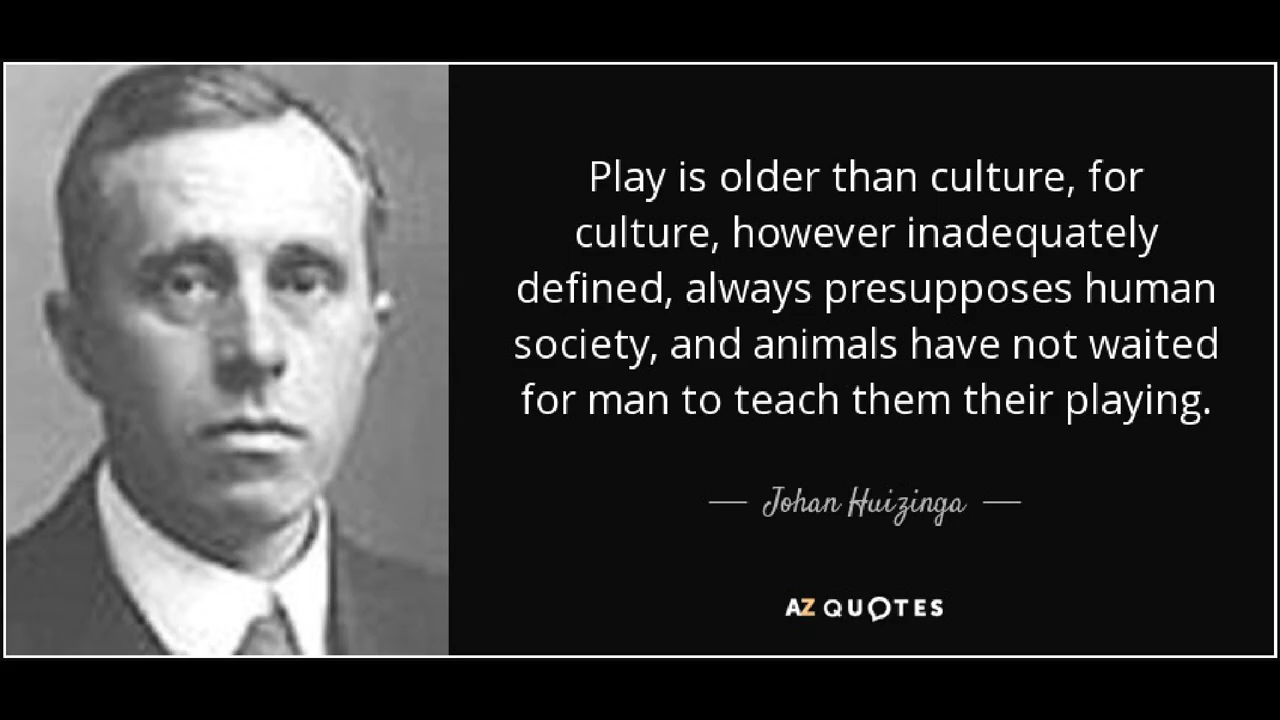 Play is older than culture, for
culture, however inadequately
defined, always presupposes human
society, and animals have not waited
for man to teach them their playing.
Johan Huizinga
AZ QUOTES